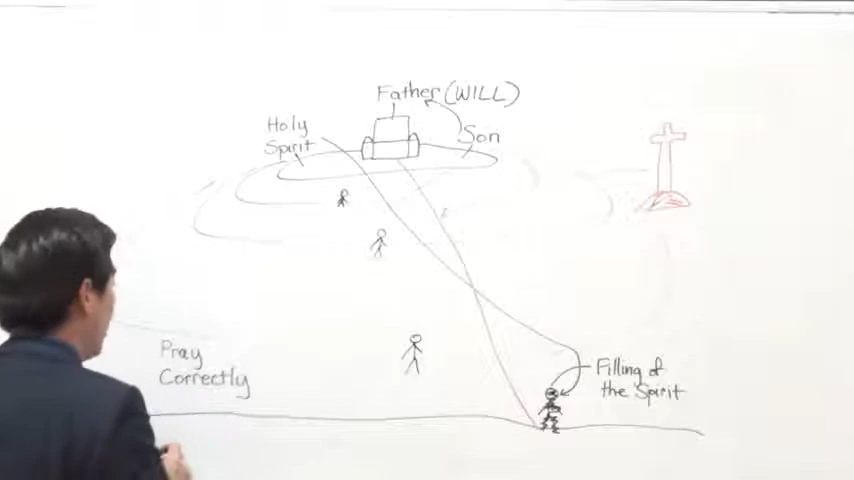 Father (WILL)
Holy
Spirit
Son
Pray
Correctly
Filling of
the Spirit